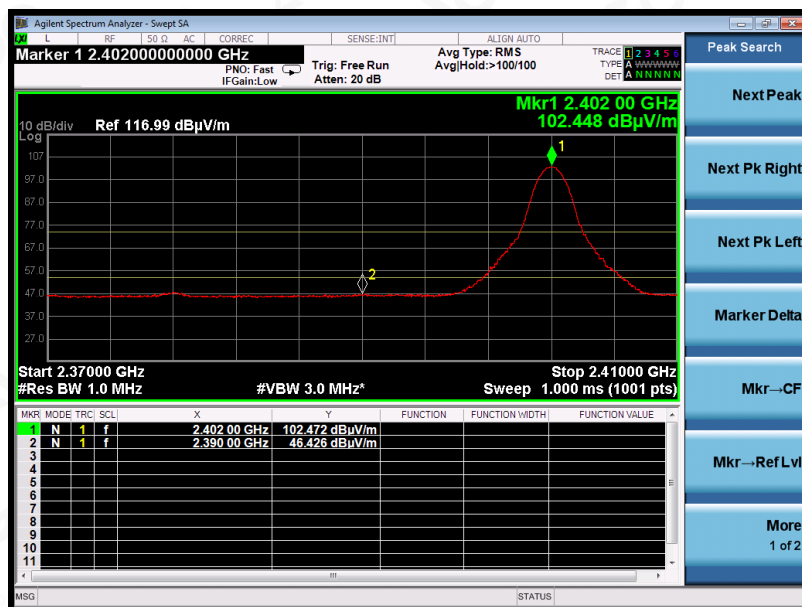 Agilent Spectrum Analyzer - Swept SA
LXI L RF 50 Ω AC CORREC SENSE:INT ALIGN AUTO
Marker 1 2.402000000000 GHz
PNO: Fast
IFGain:Low
Trig: Free Run
Atten: 20 dB
Avg Type: RMS
Avg|Hold:>100/100
TRACE 1 2 3 4 5 6
TYPE A WWWWW
DET A N N N N N
Mkr1 2.402 00 GHz
102.448 dBµV/m
10 dB/div Ref 116.99 dBµV/m
Log
107
97.0
87.0
77.0
67.0
57.0
47.0
37.0
27.0
1
2
Start 2.37000 GHz Stop 2.41000 GHz
#Res BW 1.0 MHz #VBW 3.0 MHz* Sweep 1.000 ms (1001 pts)
MKR MODE TRC SCL X Y FUNCTION FUNCTION WIDTH FUNCTION VALUE
1 N 1 f 2.402 00 GHz 102.472 dBµV/m
2 N 1 f 2.390 00 GHz 46.426 dBµV/m
3
4
5
6
7
8
9
10
11
MSG STATUS
Peak Search
Next Peak
Next Pk Right
Next Pk Left
Marker Delta
Mkr→CF
Mkr→Ref Lvl
More
1 of 2